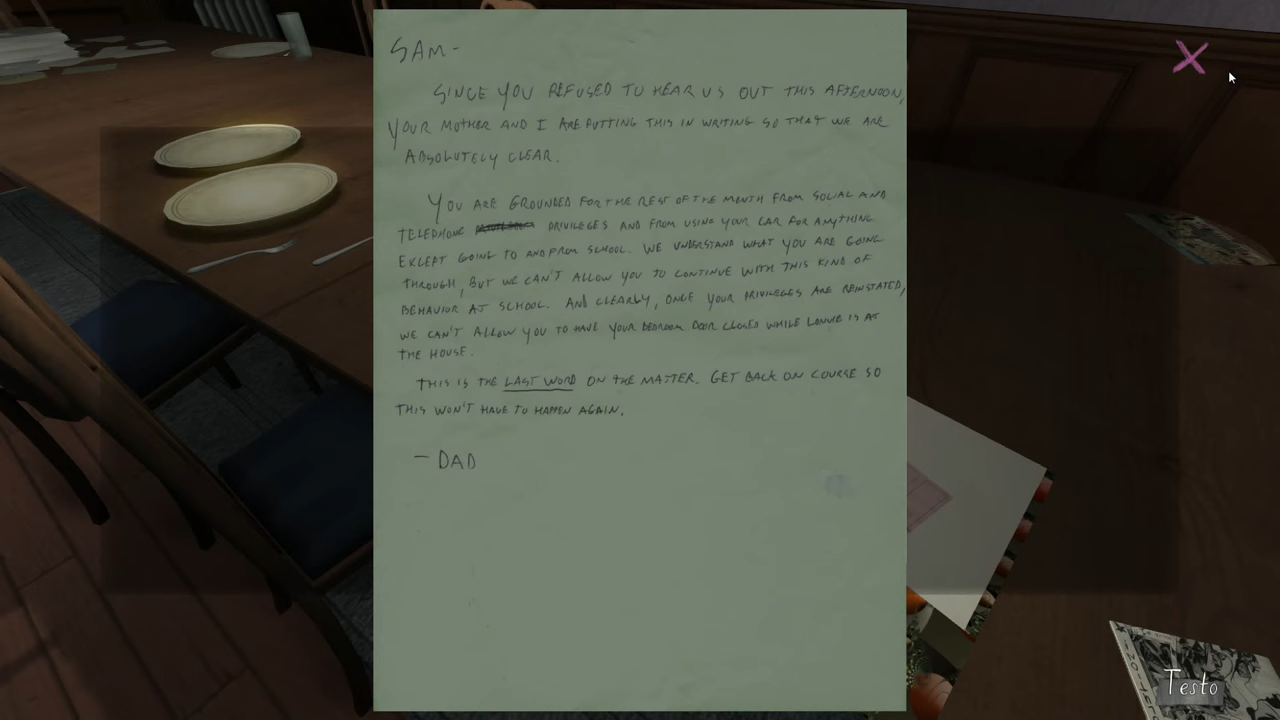 SAM-
SINCE YOU REFUSED TO HEAR US OUT THIS AFTERNOON,
YOUR MOTHER AND I ARE PUTTING THIS IN WRITING SO THAT WE ARE
ABSOLUTELY CLEAR.
YOU ARE GROUNDED FOR THE REST OF THE MONTH FROM SOCIAL AND
TELEPHONE PRIVILEGES AND FROM USING YOUR CAR FOR ANYTHING
EXCEPT GOING TO AND FROM SCHOOL. WE UNDERSTAND WHAT YOU ARE GOING
THROUGH, BUT WE CAN'T ALLOW YOU TO CONTINUE WITH THIS KIND OF
BEHAVIOR AT SCHOOL. AND CLEARLY, ONCE YOUR PRIVILEGES ARE REINSTATED,
WE CAN'T ALLOW YOU TO HAVE YOUR BEDROOM DOOR CLOSED WHILE LONNIE IS AT
THE HOUSE.
THIS IS THE LAST WORD ON THE MATTER. GET BACK ON COURSE SO
THIS WON'T HAVE TO HAPPEN AGAIN.
- DAD
Testo